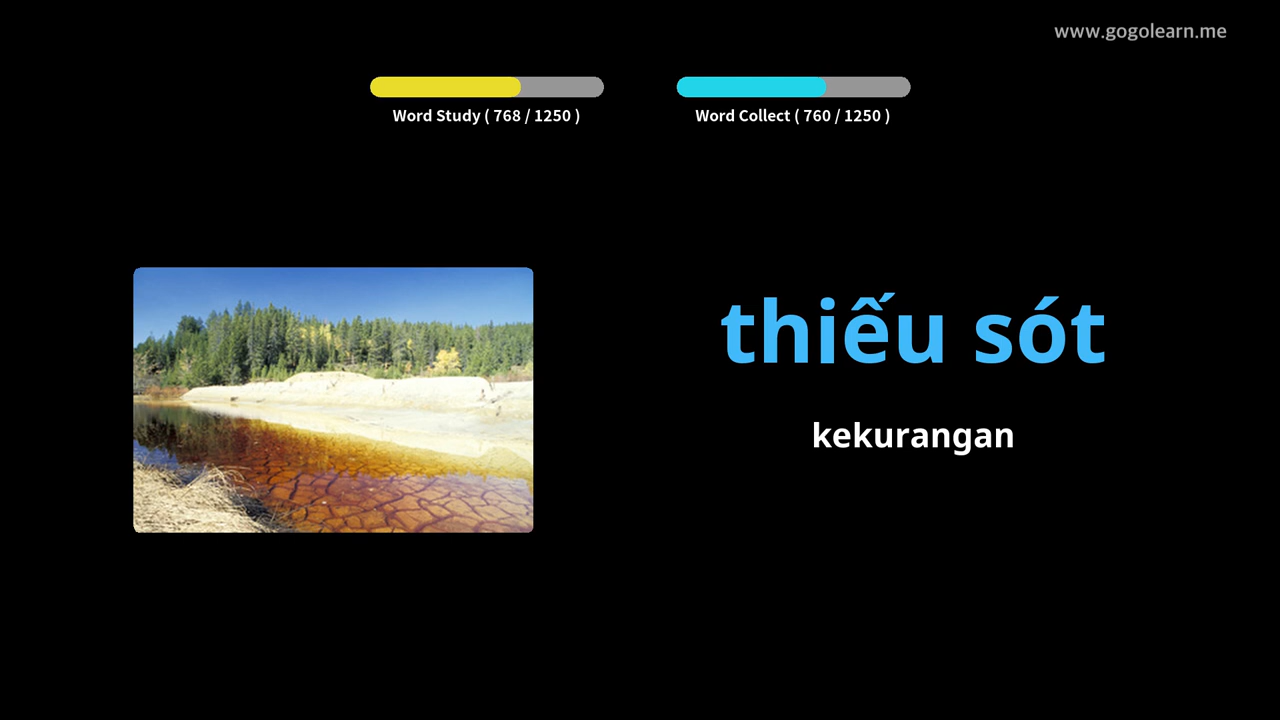 www.gogolearn.me
Word Study ( 768 / 1250 )
Word Collect ( 760 / 1250 )
thiếu sót
kekurangan